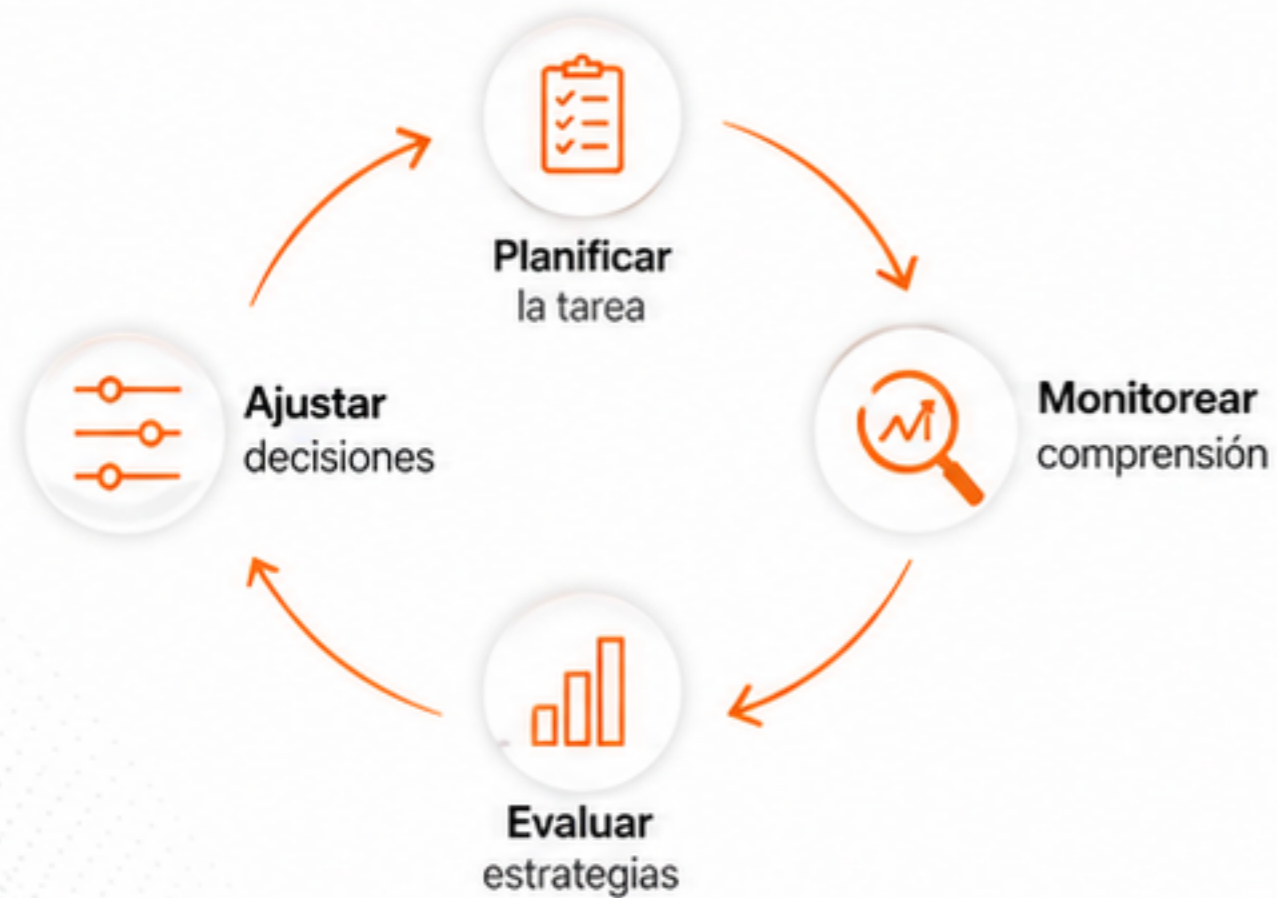 Planificar
la tarea
Monitorear
comprensión
Evaluar
estrategias
Ajustar
decisiones